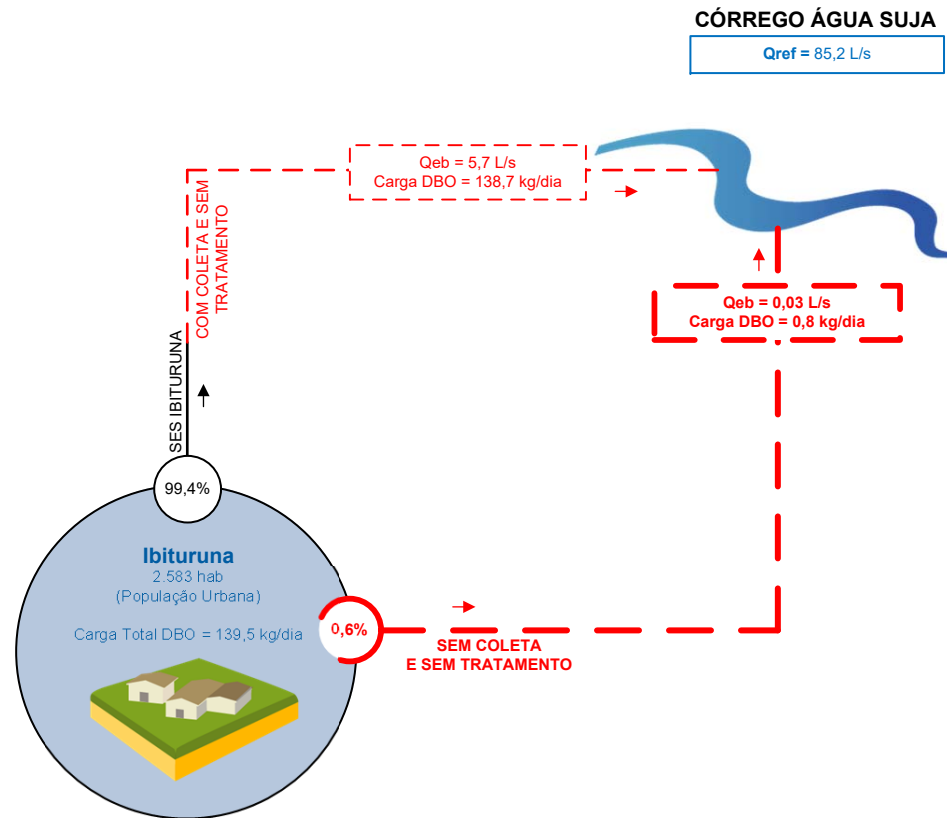 CÓRREGO ÁGUA SUJA
Qref = 85,2 L/s
Qeb = 5,7 L/s
Carga DBO = 138,7 kg/dia
COM COLETA E SEM
TRATAMENTO
Qeb = 0,03 L/s
Carga DBO = 0,8 kg/dia
SES IBITURUNA
99,4%
Ibituruna
2.583 hab
(População Urbana)
Carga Total DBO = 139,5 kg/dia
0,6%
SEM COLETA
E SEM TRATAMENTO